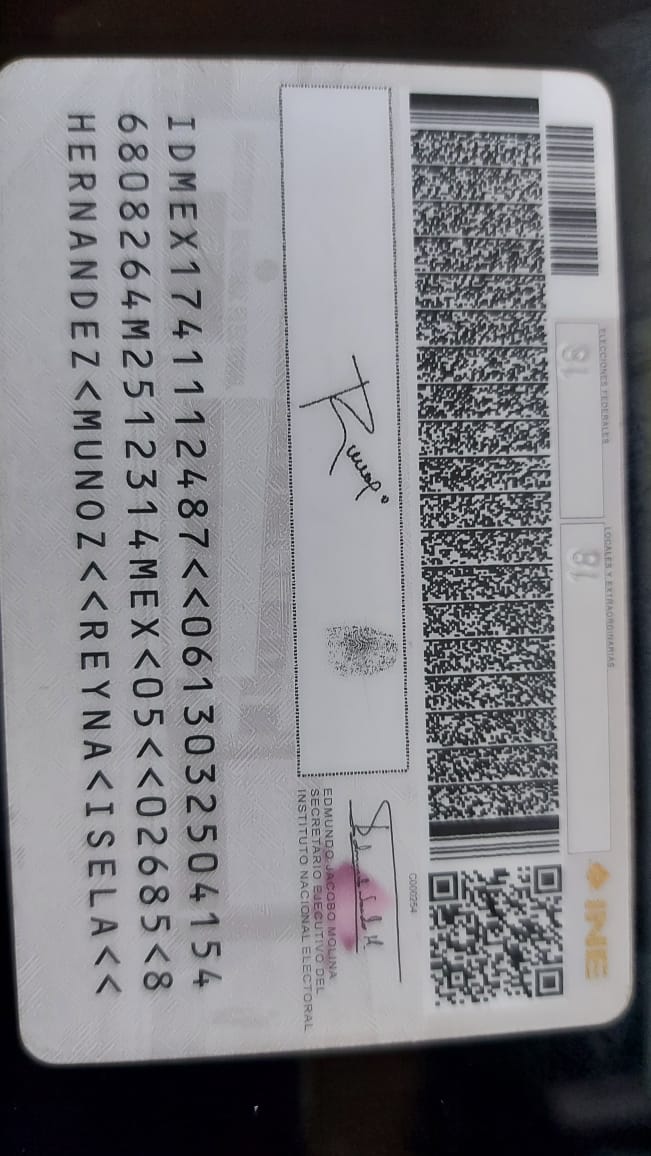 ELECCIONES FEDERALES
LOCALES Y EXTRAORDINARIAS
18
18
INE
G000254
EDMUNDO JACOBO MOLINA
SECRETARIO EJECUTIVO DEL
INSTITUTO NACIONAL ELECTORAL
IDMEX1741112487<<0613032504154
6808264M2512314MEX<05<<02685<8
HERNANDEZ<MUNOZ<<REYNA<ISELA<<